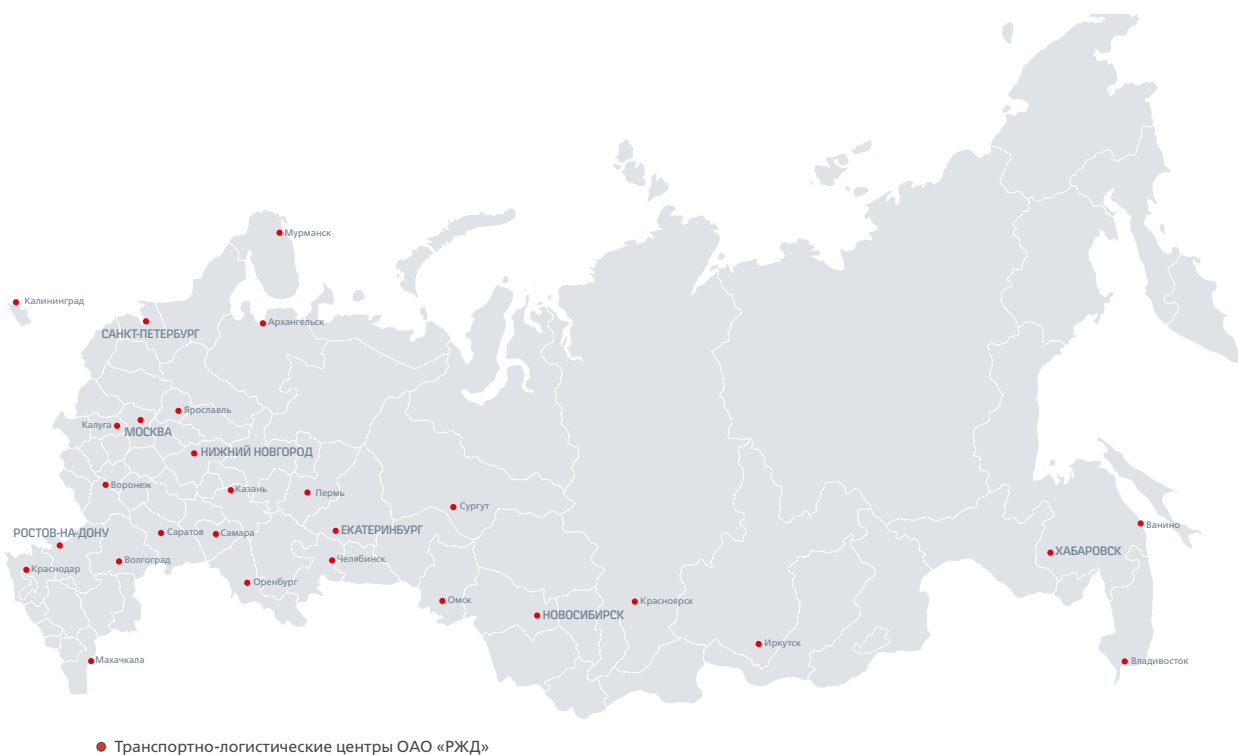 Мурманск
Калининград
Архангельск
САНКТ-ПЕТЕРБУРГ
Ярославль
Калуга
МОСКВА
НИЖНИЙ НОВГОРОД
Воронеж
Казань
Пермь
Сургут
Ванино
РОСТОВ-НА-ДОНУ
Саратов
Самара
ЕКАТЕРИНБУРГ
ХАБАРОВСК
Краснодар
Волгоград
Челябинск
Оренбург
Омск
НОВОСИБИРСК
Красноярск
Иркутск
Махачкала
Владивосток
Транспортно-логистические центры ОАО «РЖД»